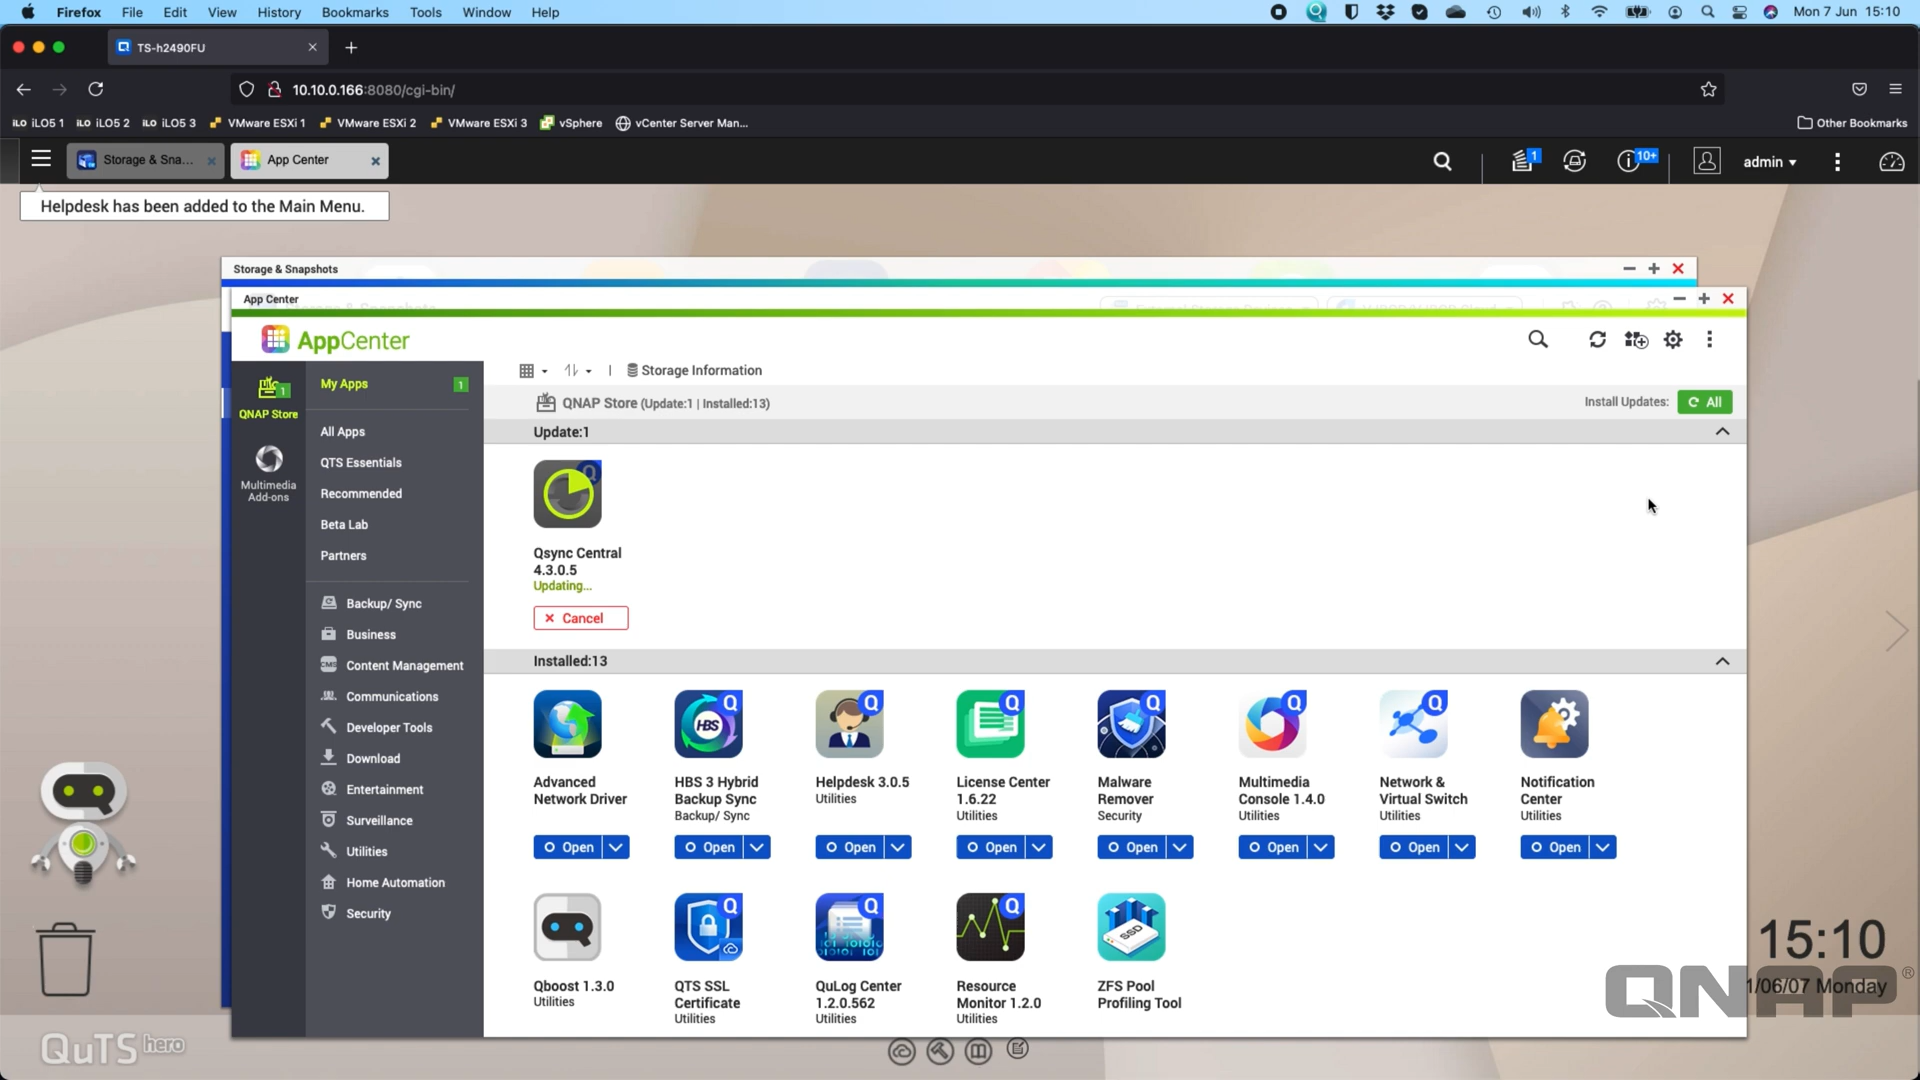 Firefox File Edit View History Bookmarks Tools Window Help
Mon 7 Jun 15:10
TS-h2490FU
10.10.0.166:8080/cgi-bin/
iLO iLO5 1 iLO iLO5 2 iLO iLO5 3 VMware ESXi 1 VMware ESXi 2 VMware ESXi 3 vSphere vCenter Server Man...
Other Bookmarks
Storage & Sna...
App Center
1
10+
admin
Helpdesk has been added to the Main Menu.
Storage & Snapshots
App Center
AppCenter
1
QNAP Store
Multimedia
Add-ons
My Apps 1
All Apps
QTS Essentials
Recommended
Beta Lab
Partners
Backup/ Sync
Business
CMS Content Management
Communications
Developer Tools
Download
Entertainment
Surveillance
Utilities
Home Automation
Security
Storage Information
QNAP Store (Update:1 | Installed:13)
Install Updates: All
Update:1
Qsync Central
4.3.0.5
Updating...
Cancel
Installed:13
HBS
Advanced
Network Driver
Open
HBS 3 Hybrid
Backup Sync
Backup/ Sync
Open
Helpdesk 3.0.5
Utilities
Open
License Center
1.6.22
Utilities
Open
Malware
Remover
Security
Open
Multimedia
Console 1.4.0
Utilities
Open
Network &
Virtual Switch
Utilities
Open
Notification
Center
Utilities
Open
Qboost 1.3.0
Utilities
QTS SSL
Certificate
Utilities
QuLog Center
1.2.0.562
Utilities
Resource
Monitor 1.2.0
Utilities
SSD
ZFS Pool
Profiling Tool
15:10
1/06/07 Monday
QNAP®
QuTS hero